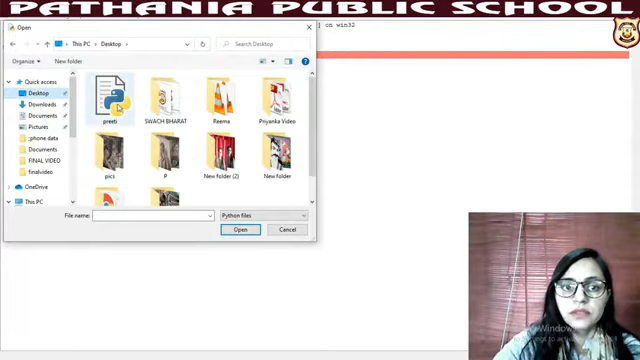 PATHANIA PUBLIC SCHOOL
] on win32
Open
This PC > Desktop >
Search Desktop
Organize
New folder
Quick access
Desktop
Downloads
Documents
Pictures
;phone data
Documents
FINAL VIDEO
finalvideo
OneDrive
This PC
preeti
SWACH BHARAT
Reema
Priyanka Video
pics
P
New folder (2)
New folder
File name:
Python files
Open
Cancel